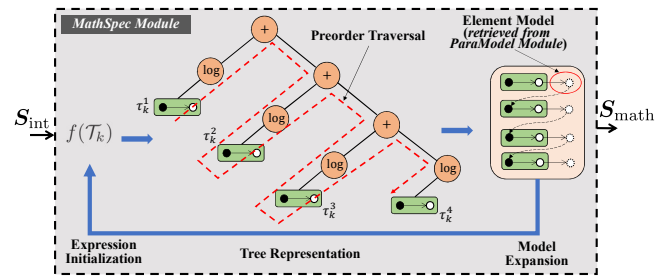 MathSpec Module
Element Model
(retrieved from
ParaModel Module)
Preorder Traversal
+
log
+
τ_k^1
log
+
τ_k^2
log
log
τ_k^3
τ_k^4
S_int
f(𝒯_k)
S_math
Expression
Initialization
Tree Representation
Model
Expansion